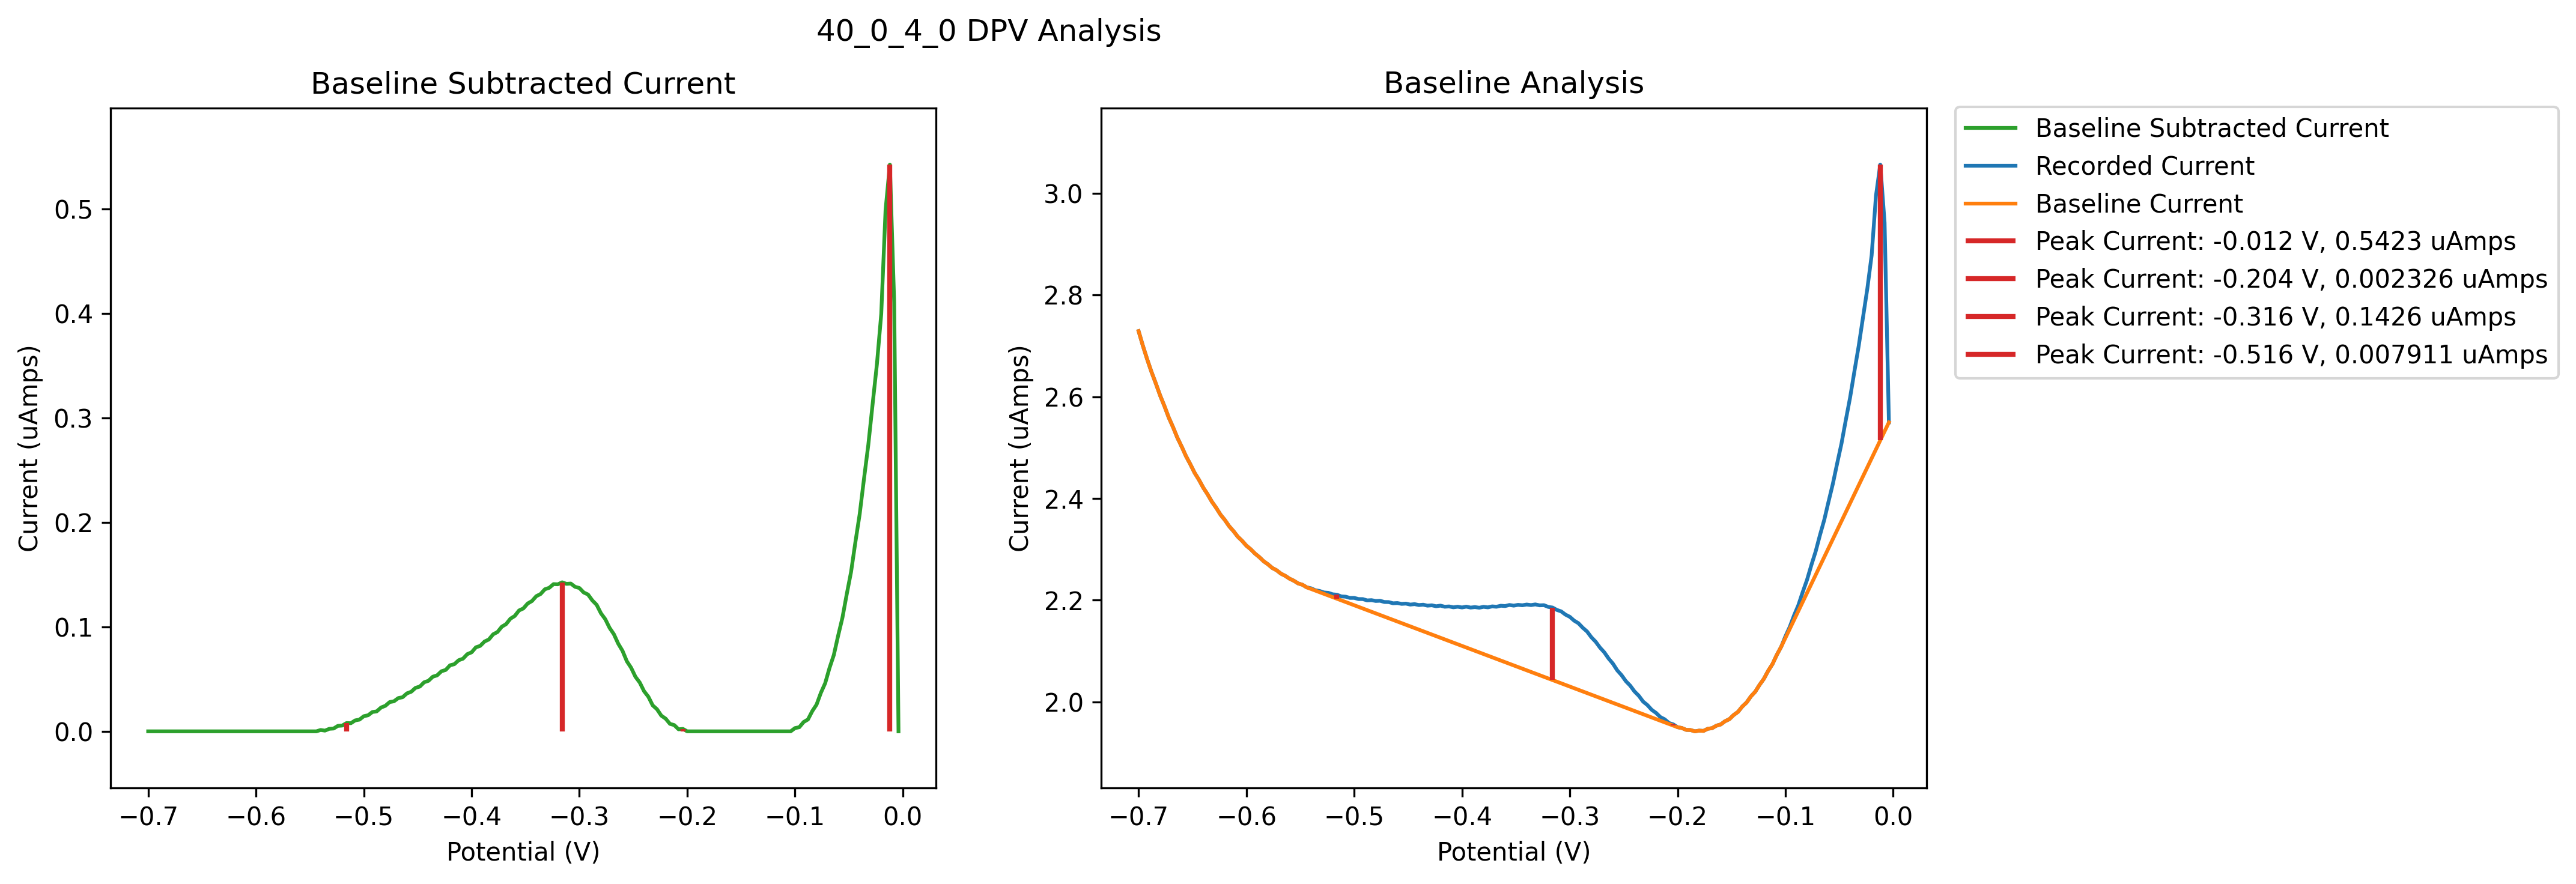 40_0_4_0 DPV Analysis
Baseline Subtracted Current
Current (uAmps)
0.5
0.4
0.3
0.2
0.1
0.0
−0.7 −0.6 −0.5 −0.4 −0.3 −0.2 −0.1 0.0
Potential (V)
Baseline Analysis
Current (uAmps)
3.0
2.8
2.6
2.4
2.2
2.0
−0.7 −0.6 −0.5 −0.4 −0.3 −0.2 −0.1 0.0
Potential (V)
Baseline Subtracted Current
Recorded Current
Baseline Current
Peak Current: -0.012 V, 0.5423 uAmps
Peak Current: -0.204 V, 0.002326 uAmps
Peak Current: -0.316 V, 0.1426 uAmps
Peak Current: -0.516 V, 0.007911 uAmps